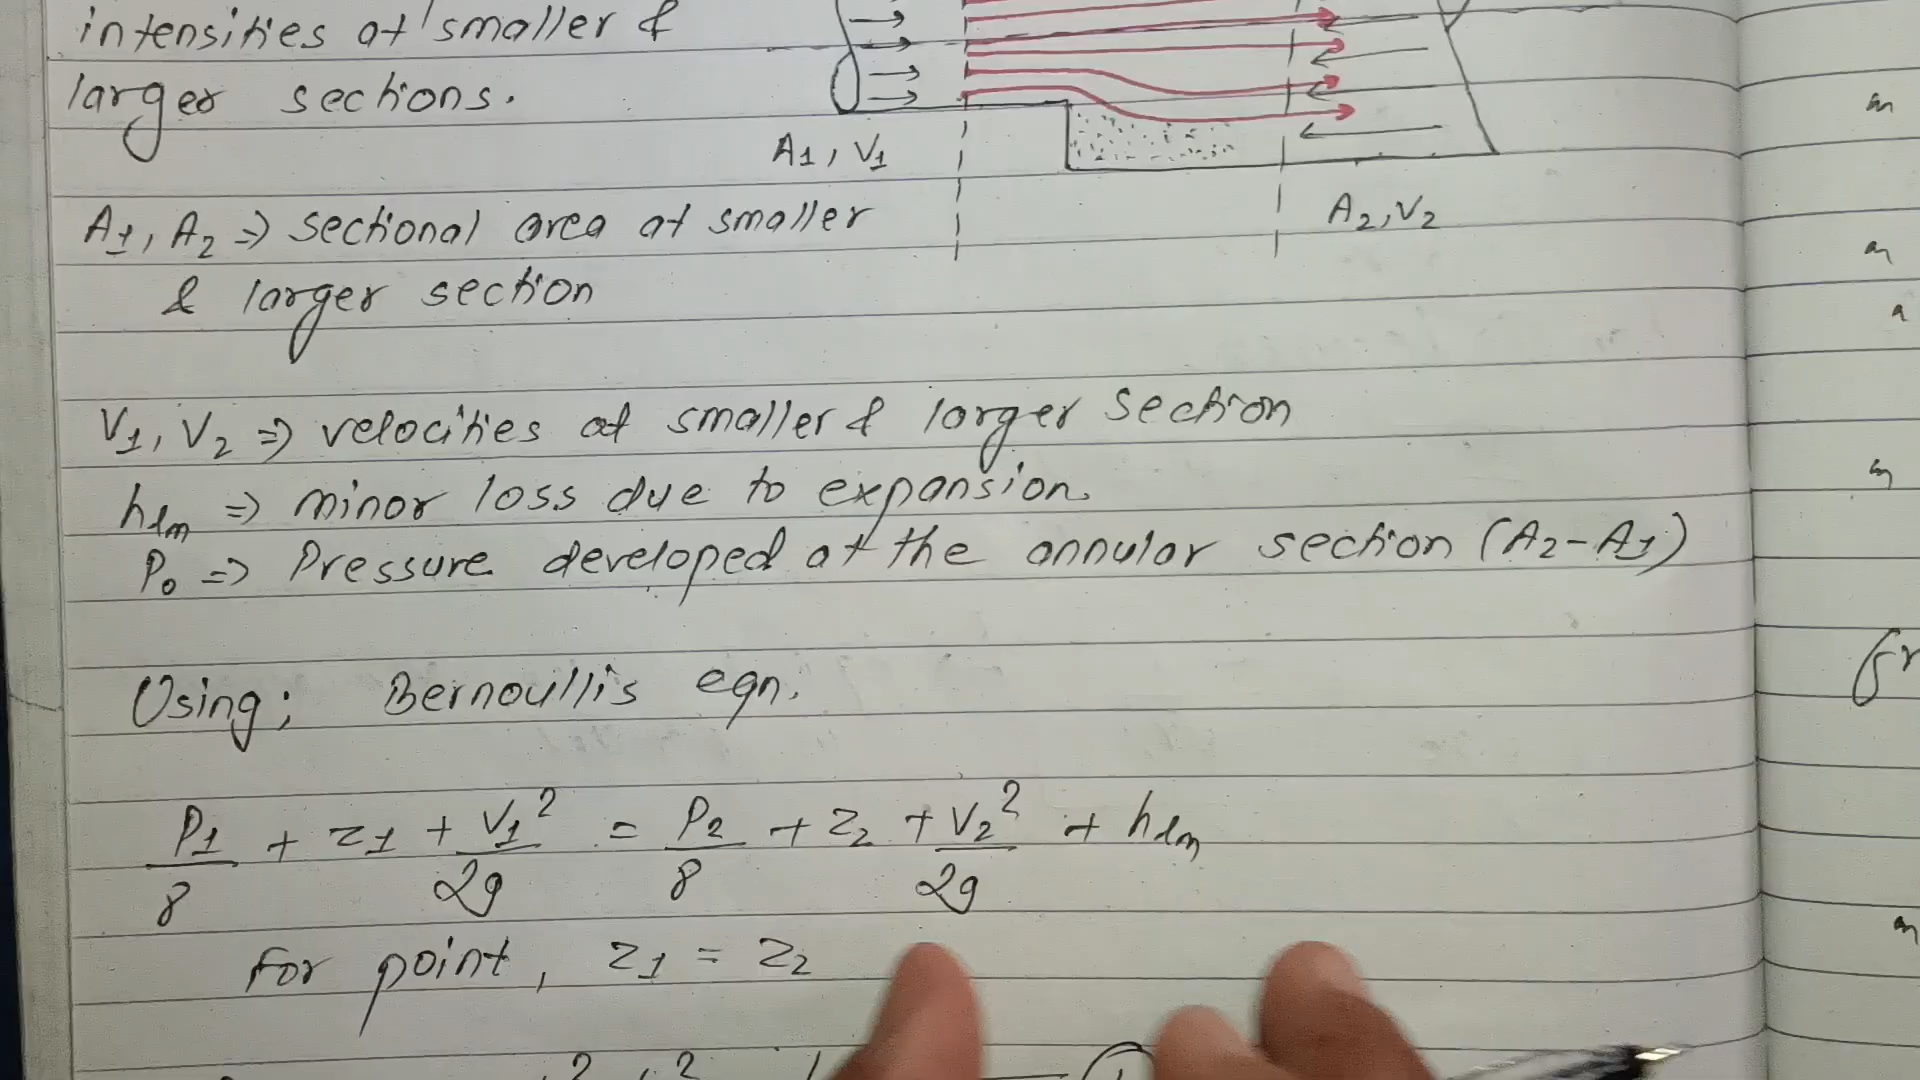 intensities at smaller &
larger sections.
A1, V1
A2, V2
A1, A2 => sectional area at smaller
& larger section
V1, V2 => velocities at smaller & larger section
hlm => minor loss due to expansion.
P0 => Pressure developed at the annular section (A2-A1)
Using; Bernoullis eqn.
P1/γ + z1 + V1²/2g = P2/γ + z2 + V2²/2g + hlm
for point, z1 = z2